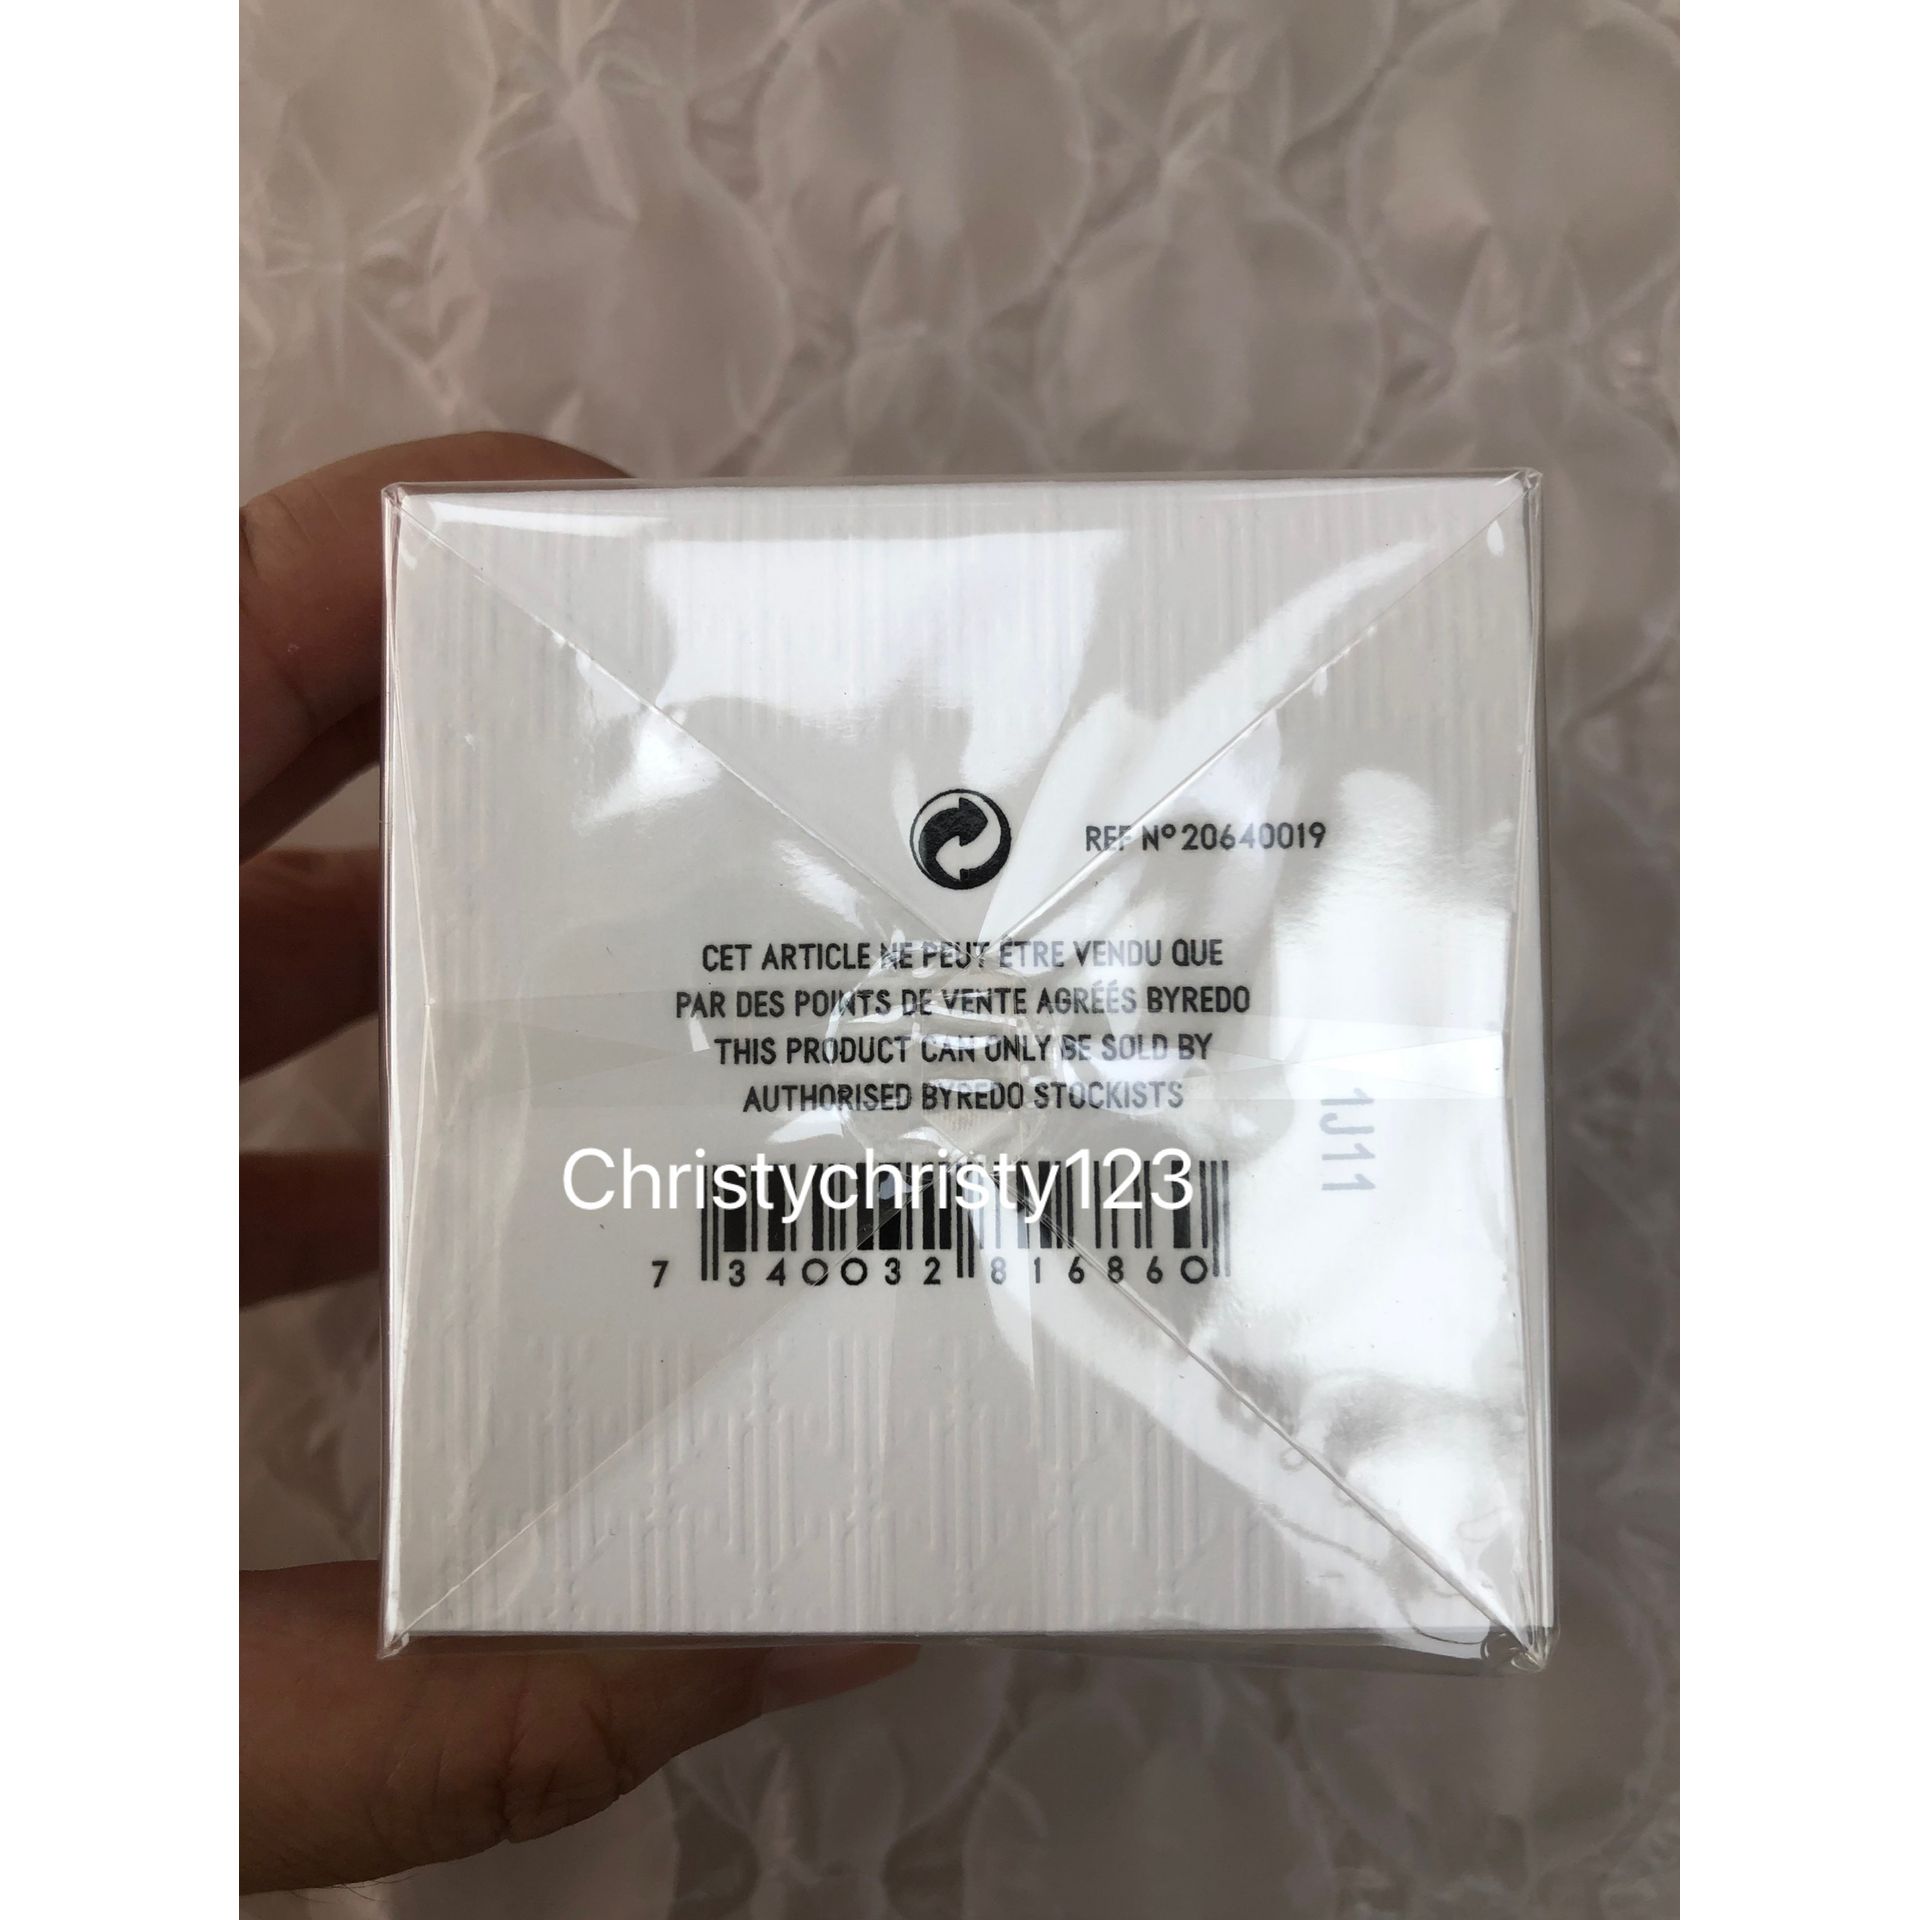 REF Nº 20640019
CET ARTICLE NE PEUT ÊTRE VENDU QUE
PAR DES POINTS DE VENTE AGRÉÉS BYREDO
THIS PRODUCT CAN ONLY BE SOLD BY
AUTHORISED BYREDO STOCKISTS
1J11
Christychristy123
7 340032 816860